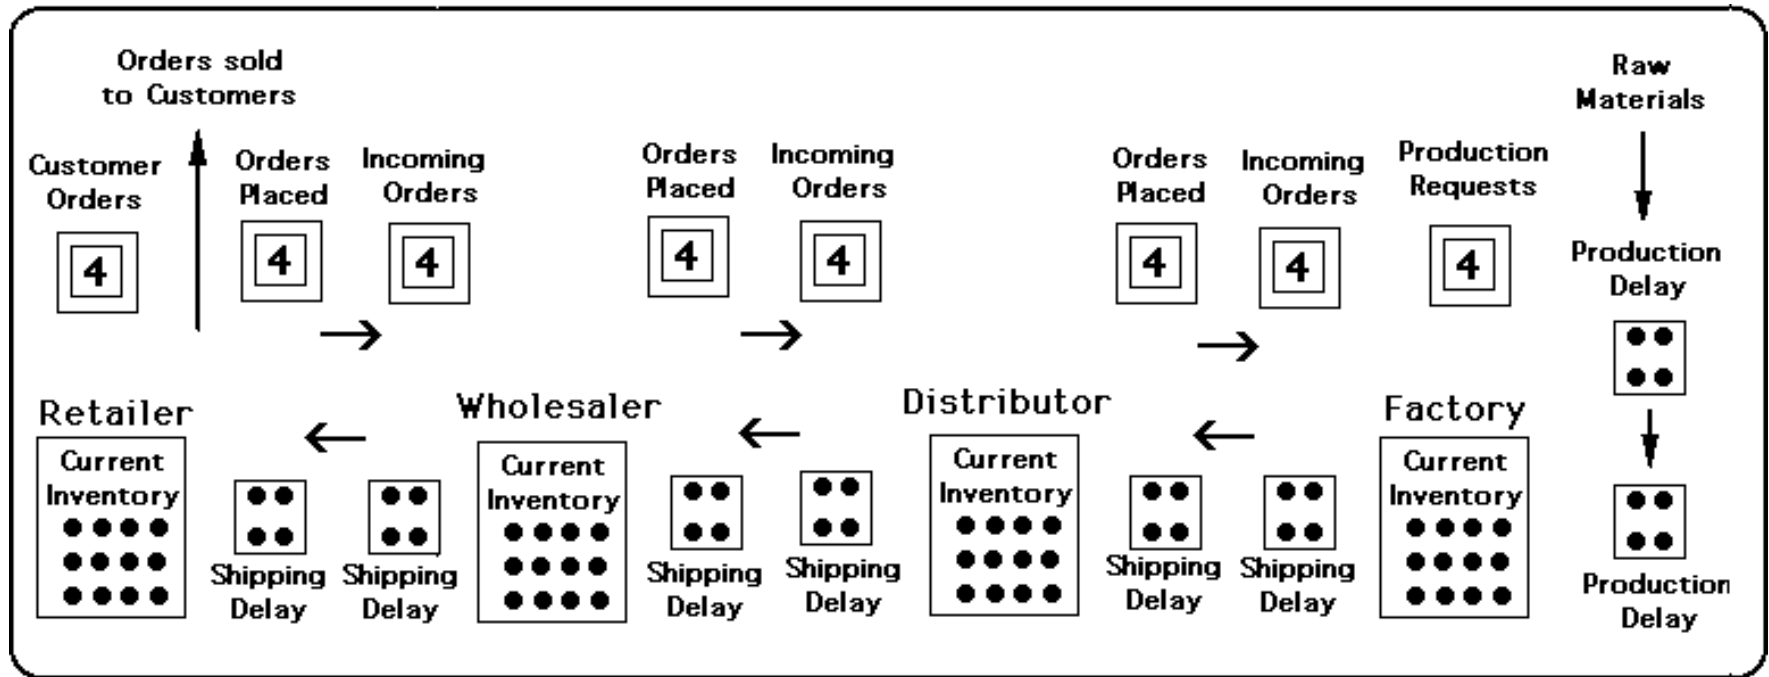 Orders sold
to Customers
Raw
Materials
Customer
Orders
Orders
Placed
Incoming
Orders
Orders
Placed
Incoming
Orders
Orders
Placed
Incoming
Orders
Production
Requests
4
4
4
4
4
4
4
4
Production
Delay
Retailer
Wholesaler
Distributor
Factory
Current
Inventory
Shipping
Delay
Shipping
Delay
Current
Inventory
Shipping
Delay
Shipping
Delay
Current
Inventory
Shipping
Delay
Shipping
Delay
Current
Inventory
Production
Delay